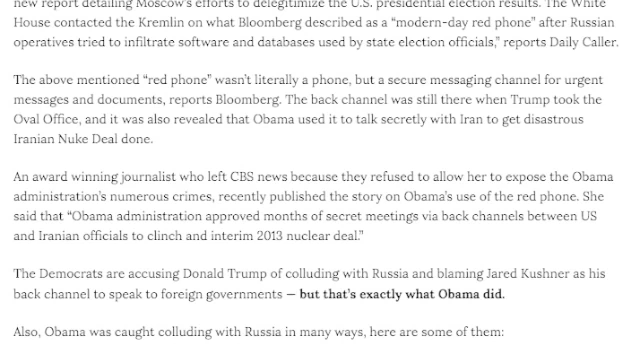 new report detailing Moscow's efforts to delegitimize the U.S. presidential election results. The White
House contacted the Kremlin on what Bloomberg described as a “modern-day red phone” after Russian
operatives tried to infiltrate software and databases used by state election officials,” reports Daily Caller.
The above mentioned “red phone” wasn’t literally a phone, but a secure messaging channel for urgent
messages and documents, reports Bloomberg. The back channel was still there when Trump took the
Oval Office, and it was also revealed that Obama used it to talk secretly with Iran to get disastrous
Iranian Nuke Deal done.
An award winning journalist who left CBS news because they refused to allow her to expose the Obama
administration’s numerous crimes, recently published the story on Obama’s use of the red phone. She
said that “Obama administration approved months of secret meetings via back channels between US
and Iranian officials to clinch and interim 2013 nuclear deal.”
The Democrats are accusing Donald Trump of colluding with Russia and blaming Jared Kushner as his
back channel to speak to foreign governments — but that’s exactly what Obama did.
Also, Obama was caught colluding with Russia in many ways, here are some of them: